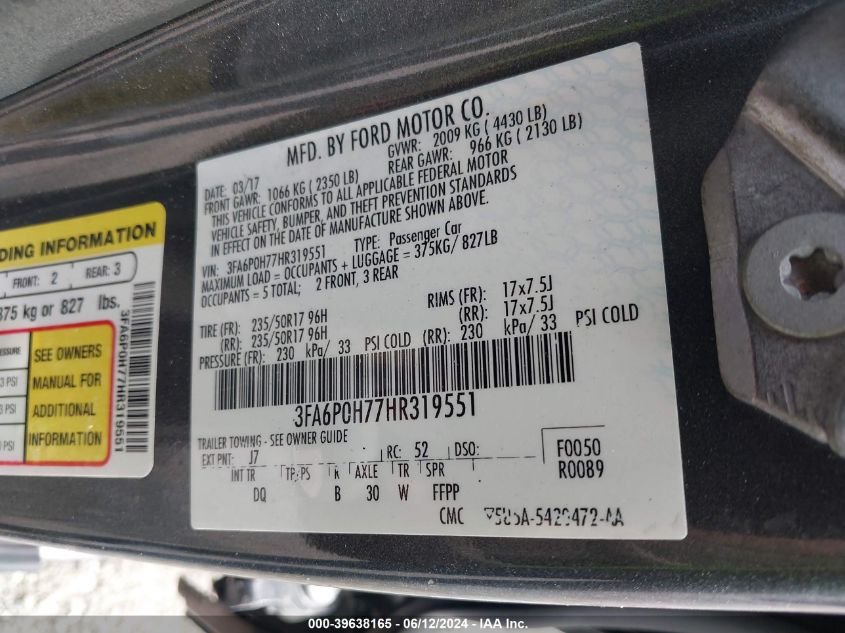 MFD. BY FORD MOTOR CO.
DATE: 03/17 GVWR: 2009 KG ( 4430 LB)
FRONT GAWR: 1066 KG ( 2350 LB) REAR GAWR: 966 KG ( 2130 LB)
THIS VEHICLE CONFORMS TO ALL APPLICABLE FEDERAL MOTOR
VEHICLE SAFETY, BUMPER, AND THEFT PREVENTION STANDARDS
IN EFFECT ON THE DATE OF MANUFACTURE SHOWN ABOVE.
VIN: 3FA6P0H77HR319551 TYPE: Passenger Car
MAXIMUM LOAD = OCCUPANTS + LUGGAGE = 375KG/ 827LB
OCCUPANTS = 5 TOTAL; 2 FRONT, 3 REAR
TIRE (FR): 235/50R17 96H RIMS (FR): 17x7.5J
(RR): 235/50R17 96H (RR): 17x7.5J
PRESSURE (FR): 230 kPa/ 33 PSI COLD (RR): 230 kPa/33 PSI COLD
3FA6P0H77HR319551
TRAILER TOWING - SEE OWNER GUIDE
EXT PNT: J7 RC: 52 DSO: F0050
INT TR TP/PS R AXLE TR SPR R0089
DQ B 30 W FFPP
CMC
DING INFORMATION
FRONT: 2 REAR: 3
375 kg or 827 lbs.
SEE OWNERS
MANUAL FOR
ADDITIONAL
INFORMATION
PSI
PSI
PSI
3FA6P0H77HR319551
000-39638165 - 06/12/2024 - IAA, Inc.